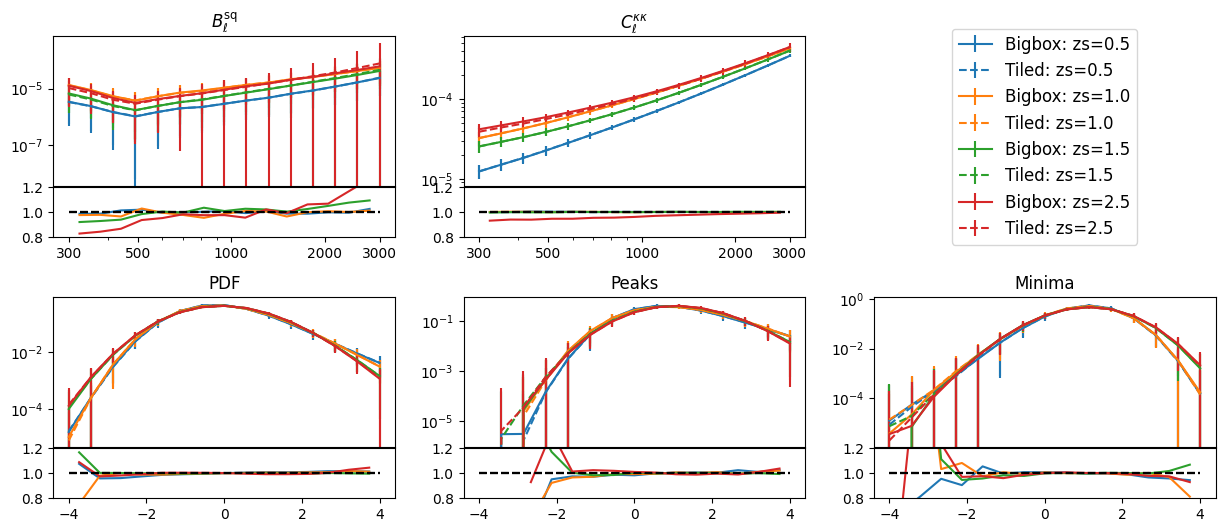 B_ℓ^sq
10⁻⁵
10⁻⁷
1.2
1.0
0.8
300 500 1000 2000 3000
C_ℓ^κκ
10⁻⁴
10⁻⁵
1.2
1.0
0.8
300 500 1000 2000 3000
Bigbox: zs=0.5
Tiled: zs=0.5
Bigbox: zs=1.0
Tiled: zs=1.0
Bigbox: zs=1.5
Tiled: zs=1.5
Bigbox: zs=2.5
Tiled: zs=2.5
PDF
10⁻²
10⁻⁴
1.2
1.0
0.8
−4 −2 0 2 4
Peaks
10⁻¹
10⁻³
10⁻⁵
1.2
1.0
0.8
−4 −2 0 2 4
Minima
10⁰
10⁻²
10⁻⁴
1.2
1.0
0.8
−4 −2 0 2 4